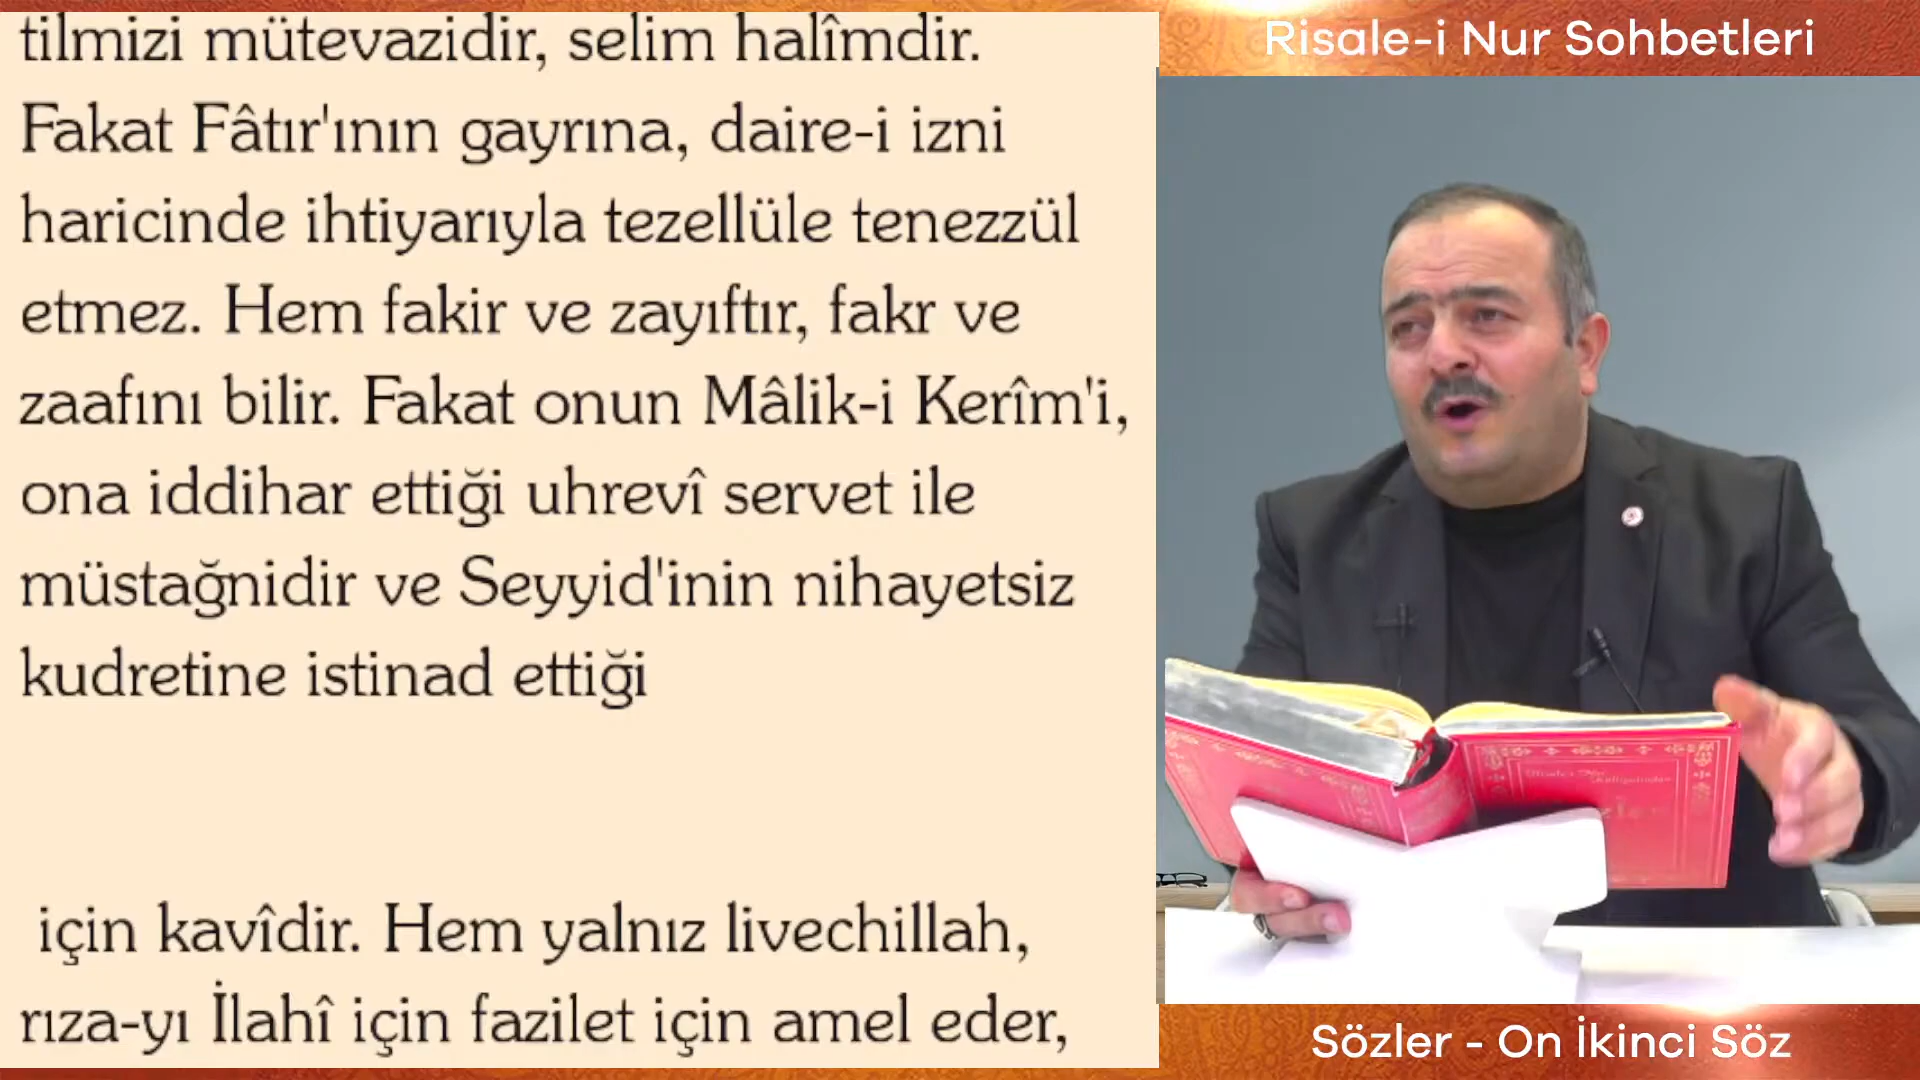 tilmizi mütevazidir, selim halîmdir.
Fakat Fâtır'ının gayrına, daire-i izni
haricinde ihtiyarıyla tezellüle tenezzül
etmez. Hem fakir ve zayıftır, fakr ve
zaafını bilir. Fakat onun Mâlik-i Kerîm'i,
ona iddihar ettiği uhrevî servet ile
müstağnidir ve Seyyid'inin nihayetsiz
kudretine istinad ettiği
için kavîdir. Hem yalnız livechillah,
rıza-yı İlahî için fazilet için amel eder,
Risale-i Nur Sohbetleri
Sözler - On İkinci Söz